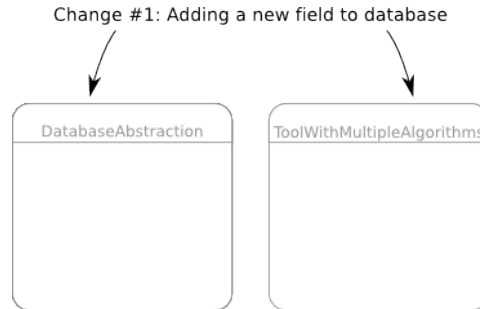 Change #1: Adding a new field to database
DatabaseAbstraction
ToolWithMultipleAlgorithms